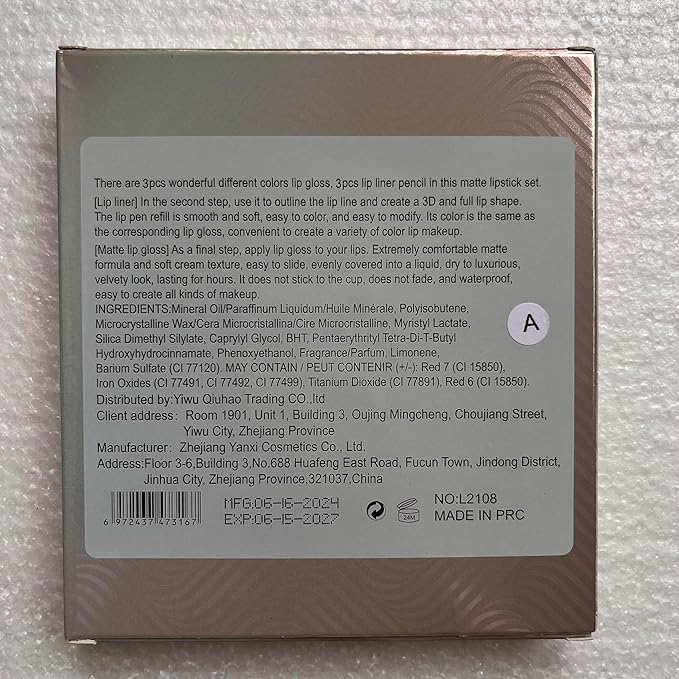 There are 3pcs wonderful different colors lip gloss, 3pcs lip liner pencil in this matte lipstick set.
[Lip liner] In the second step, use it to outline the lip line and create a 3D and full lip shape.
The lip pen refill is smooth and soft, easy to color, and easy to modify. Its color is the same as
the corresponding lip gloss, convenient to create a variety of color lip makeup.
[Matte lip gloss] As a final step, apply lip gloss to your lips. Extremely comfortable matte
formula and soft cream texture, easy to slide, evenly covered into a liquid, dry to luxurious,
velvety look, lasting for hours. It does not stick to the cup, does not fade, and waterproof,
easy to create all kinds of makeup.
INGREDIENTS:Mineral Oil/Paraffinum Liquidum/Huile Minérale, Polyisobutene,
Microcrystalline Wax/Cera Microcristallina/Cire Microcristalline, Myristyl Lactate,
Silica Dimethyl Silylate, Caprylyl Glycol, BHT, Pentaerythrityl Tetra-Di-T-Butyl
Hydroxyhydrocinnamate, Phenoxyethanol, Fragrance/Parfum, Limonene,
Barium Sulfate (CI 77120). MAY CONTAIN / PEUT CONTENIR (+/-): Red 7 (CI 15850),
Iron Oxides (CI 77491, CI 77492, CI 77499), Titanium Dioxide (CI 77891), Red 6 (CI 15850).
A
Distributed by:Yiwu Qiuhao Trading CO.,ltd
Client address: Room 1901, Unit 1, Building 3, Oujing Mingcheng, Choujiang Street,
Yiwu City, Zhejiang Province
Manufacturer: Zhejiang Yanxi Cosmetics Co., Ltd.
Address:Floor 3-6,Building 3,No.688 Huafeng East Road, Fucun Town, Jindong District,
Jinhua City, Zhejiang Province,321037,China
6 972437 473167
MFG:06-16-2024
EXP:06-15-2027
24M
NO:L2108
MADE IN PRC